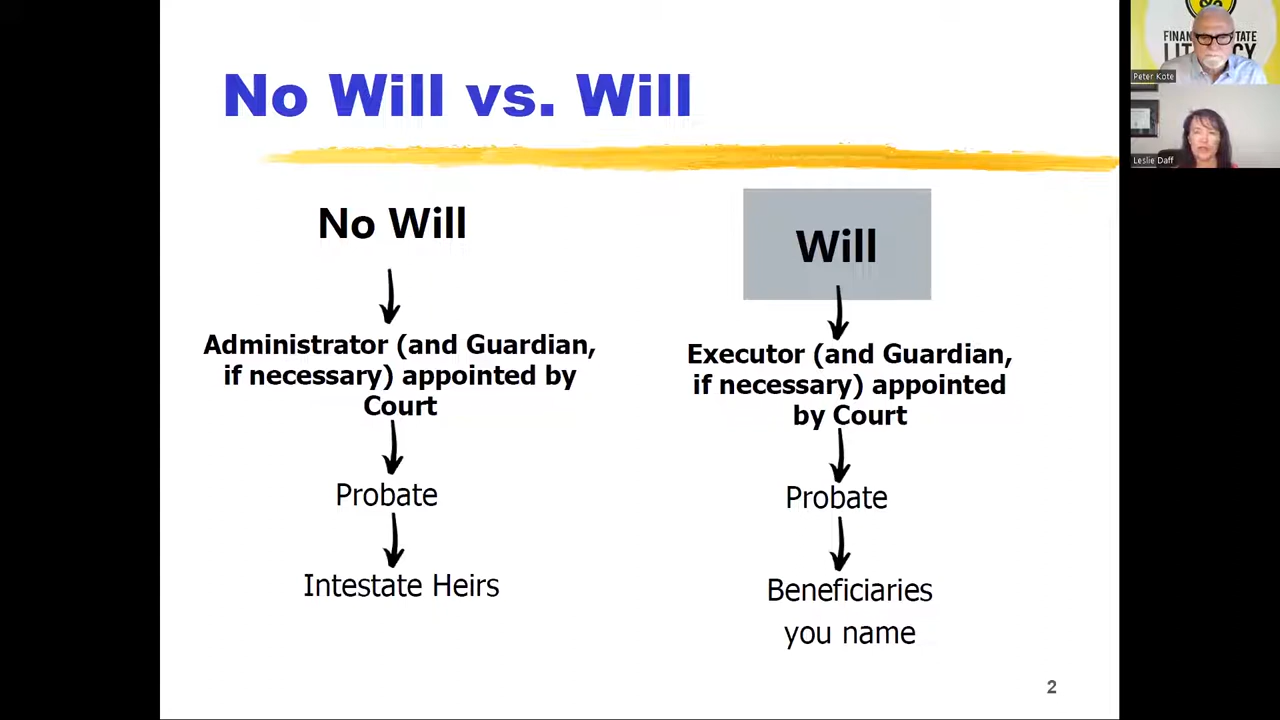 No Will vs. Will
No Will
Administrator (and Guardian,
if necessary) appointed by
Court
Probate
Intestate Heirs
Will
Executor (and Guardian,
if necessary) appointed
by Court
Probate
Beneficiaries
you name
2
Peter Kote
Leslie Daff